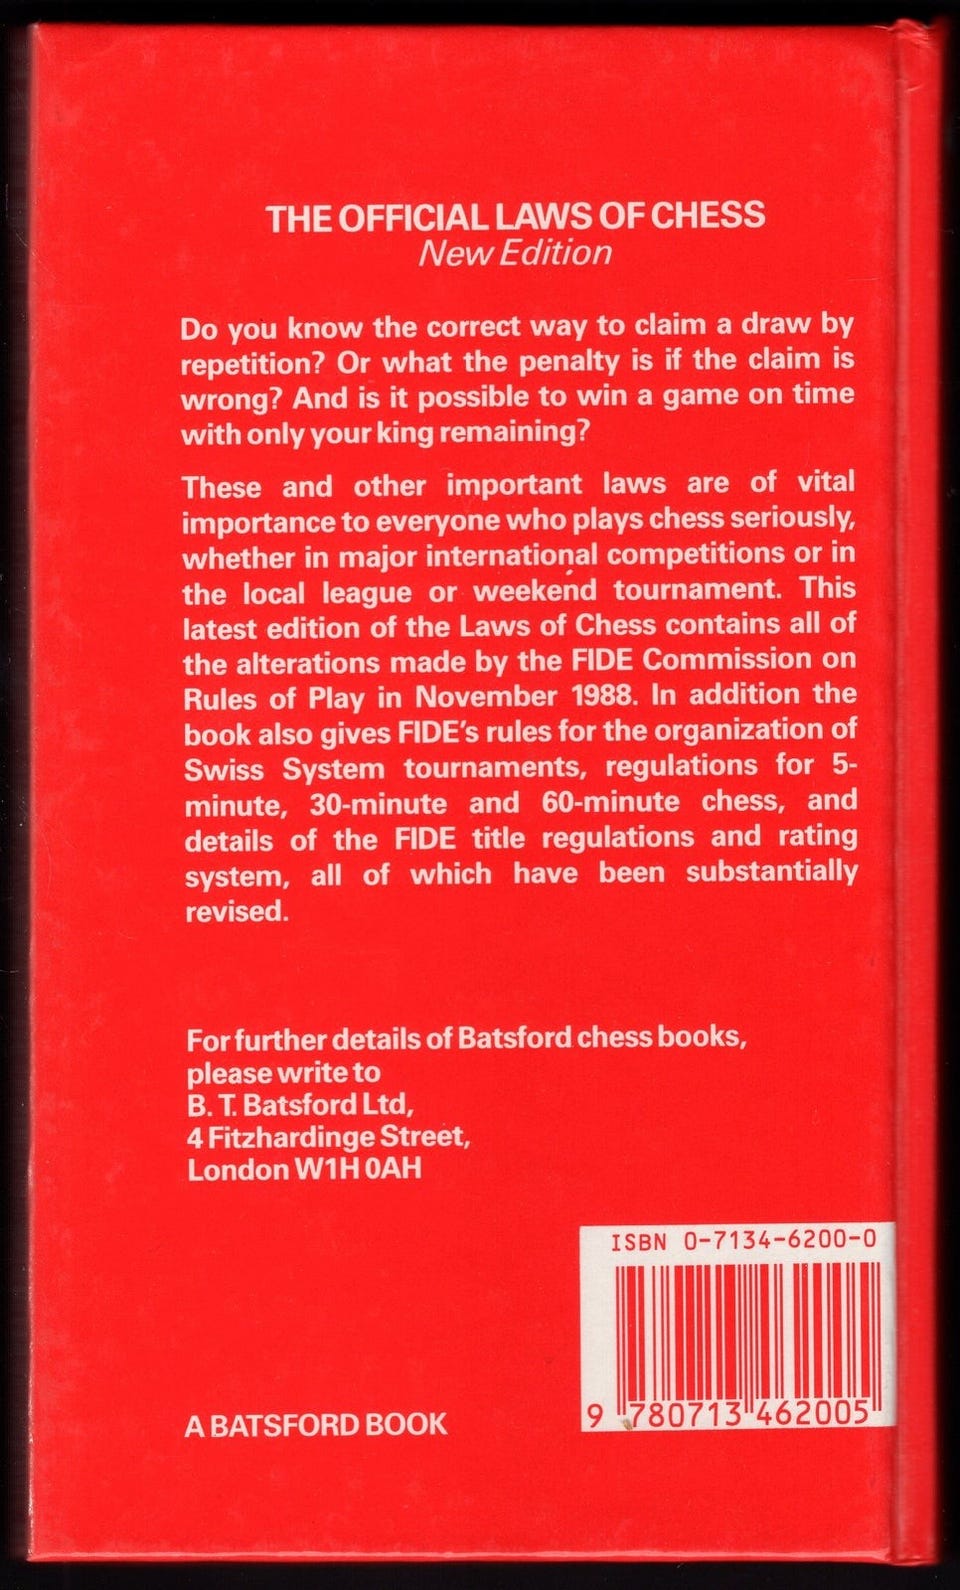 THE OFFICIAL LAWS OF CHESS
New Edition
Do you know the correct way to claim a draw by
repetition? Or what the penalty is if the claim is
wrong? And is it possible to win a game on time
with only your king remaining?
These and other important laws are of vital
importance to everyone who plays chess seriously,
whether in major international competitions or in
the local league or weekend tournament. This
latest edition of the Laws of Chess contains all of
the alterations made by the FIDE Commission on
Rules of Play in November 1988. In addition the
book also gives FIDE's rules for the organization of
Swiss System tournaments, regulations for 5-
minute, 30-minute and 60-minute chess, and
details of the FIDE title regulations and rating
system, all of which have been substantially
revised.
For further details of Batsford chess books,
please write to
B. T. Batsford Ltd,
4 Fitzhardinge Street,
London W1H 0AH
ISBN 0-7134-6200-0
9 780713 462005
A BATSFORD BOOK